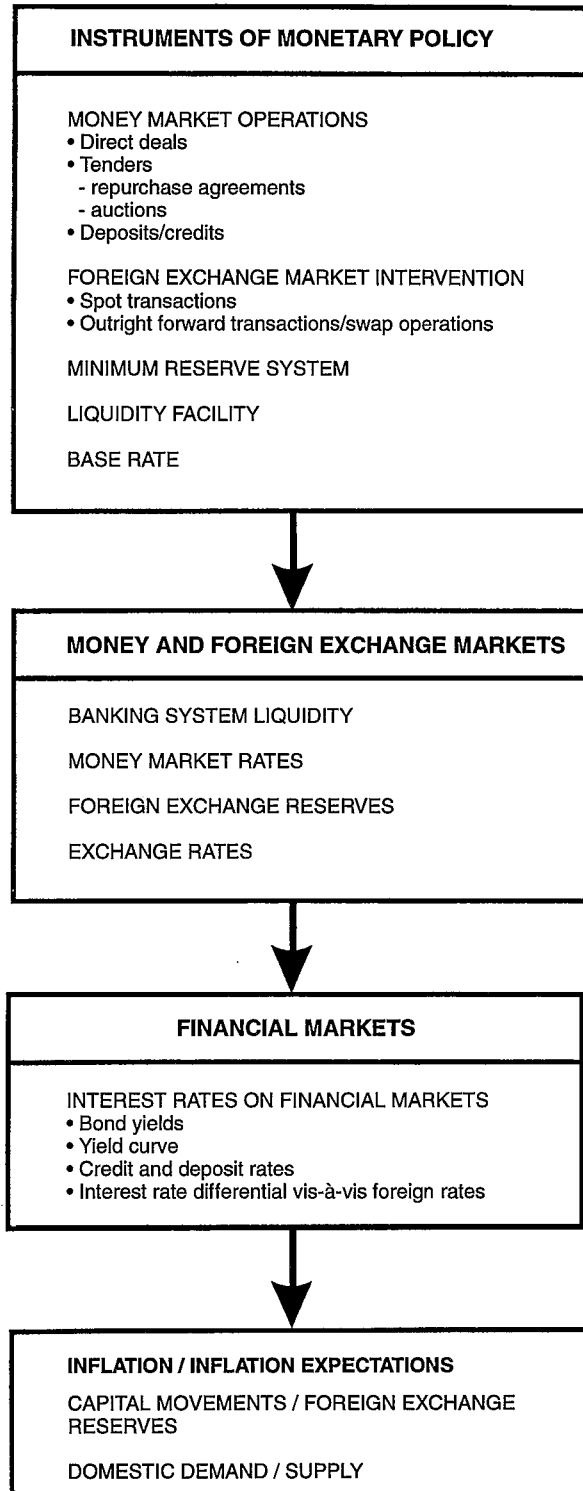 INSTRUMENTS OF MONETARY POLICY
MONEY MARKET OPERATIONS
• Direct deals
• Tenders
- repurchase agreements
- auctions
• Deposits/credits
FOREIGN EXCHANGE MARKET INTERVENTION
• Spot transactions
• Outright forward transactions/swap operations
MINIMUM RESERVE SYSTEM
LIQUIDITY FACILITY
BASE RATE
MONEY AND FOREIGN EXCHANGE MARKETS
BANKING SYSTEM LIQUIDITY
MONEY MARKET RATES
FOREIGN EXCHANGE RESERVES
EXCHANGE RATES
FINANCIAL MARKETS
INTEREST RATES ON FINANCIAL MARKETS
• Bond yields
• Yield curve
• Credit and deposit rates
• Interest rate differential vis-à-vis foreign rates
INFLATION / INFLATION EXPECTATIONS
CAPITAL MOVEMENTS / FOREIGN EXCHANGE
RESERVES
DOMESTIC DEMAND / SUPPLY